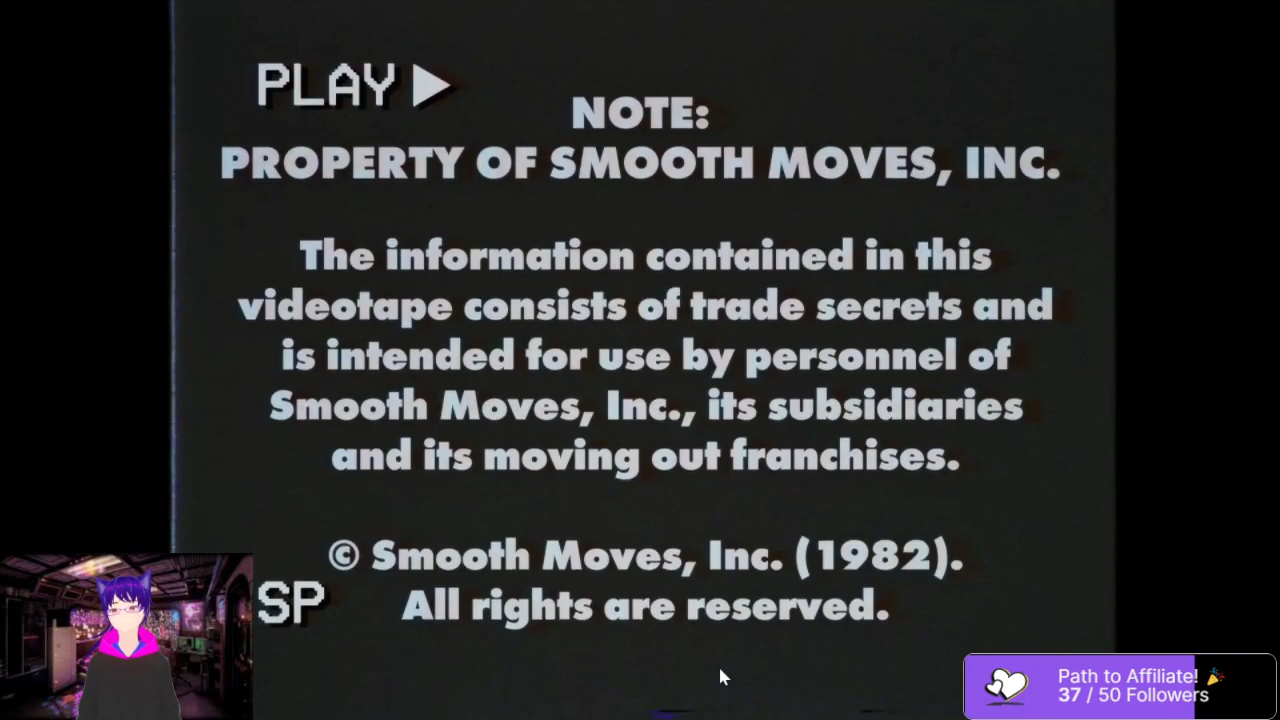 PLAY
NOTE:
PROPERTY OF SMOOTH MOVES, INC.
The information contained in this
videotape consists of trade secrets and
is intended for use by personnel of
Smooth Moves, Inc., its subsidiaries
and its moving out franchises.
© Smooth Moves, Inc. (1982).
SP
All rights are reserved.
Path to Affiliate! 🎉
37 / 50 Followers